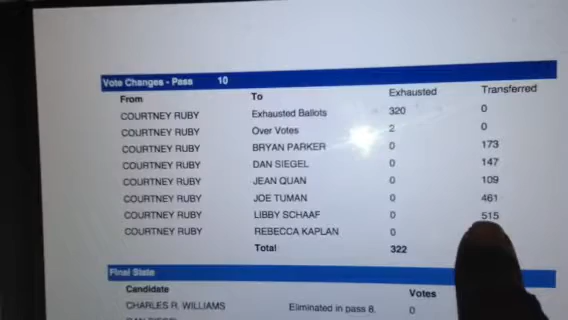 Vote Changes - Pass 10
From To Exhausted Transferred
COURTNEY RUBY Exhausted Ballots 320 0
COURTNEY RUBY Over Votes 2 0
COURTNEY RUBY BRYAN PARKER 0 173
COURTNEY RUBY DAN SIEGEL 0 147
COURTNEY RUBY JEAN QUAN 0 109
COURTNEY RUBY JOE TUMAN 0 461
COURTNEY RUBY LIBBY SCHAAF 0 515
COURTNEY RUBY REBECCA KAPLAN 0
Total 322
Final State
Candidate Votes
CHARLES R. WILLIAMS Eliminated in pass 8. 0